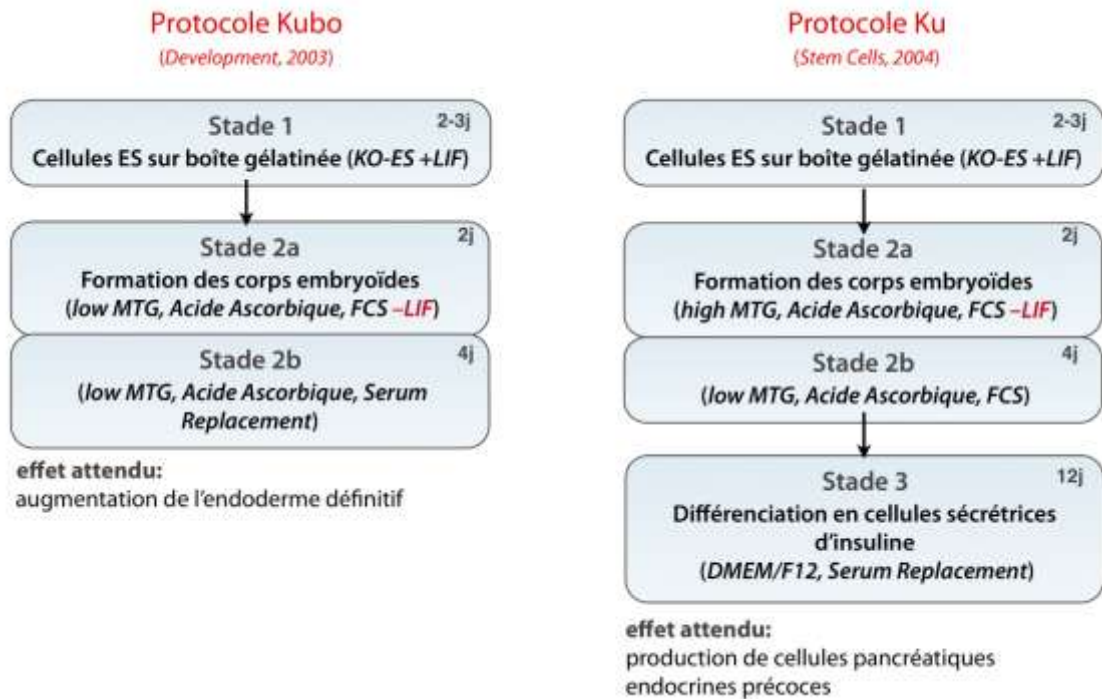 Protocole Kubo
(Development, 2003)
Stade 1
2-3j
Cellules ES sur boîte gélatinée (KO-ES +LIF)
Stade 2a
2j
Formation des corps embryoïdes
(low MTG, Acide Ascorbique, FCS –LIF)
Stade 2b
4j
(low MTG, Acide Ascorbique, Serum
Replacement)
effet attendu:
augmentation de l'endoderme définitif
Protocole Ku
(Stem Cells, 2004)
Stade 1
2-3j
Cellules ES sur boîte gélatinée (KO-ES +LIF)
Stade 2a
2j
Formation des corps embryoïdes
(high MTG, Acide Ascorbique, FCS –LIF)
Stade 2b
4j
(low MTG, Acide Ascorbique, FCS)
Stade 3
12j
Différenciation en cellules sécrétrices
d'insuline
(DMEM/F12, Serum Replacement)
effet attendu:
production de cellules pancréatiques
endocrines précoces